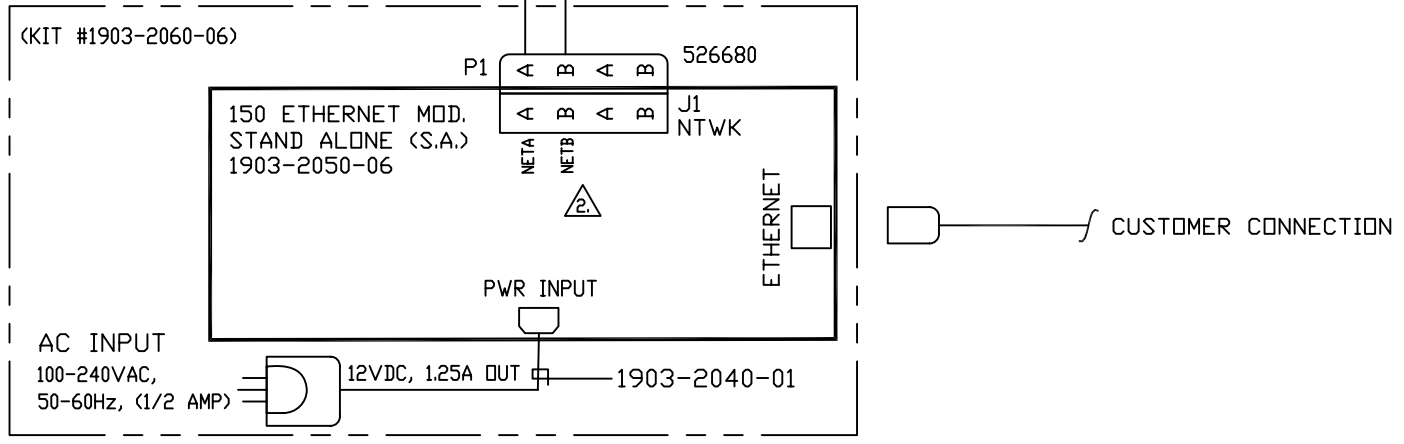 (KIT #1903-2060-06)
P1
A B A B
526680
A B A B
J1
NTWK
NETA
NETB
2.
150 ETHERNET MOD.
STAND ALONE (S.A.)
1903-2050-06
ETHERNET
CUSTOMER CONNECTION
PWR INPUT
AC INPUT
100-240VAC,
50-60Hz, (1/2 AMP)
12VDC, 1.25A OUT
1903-2040-01